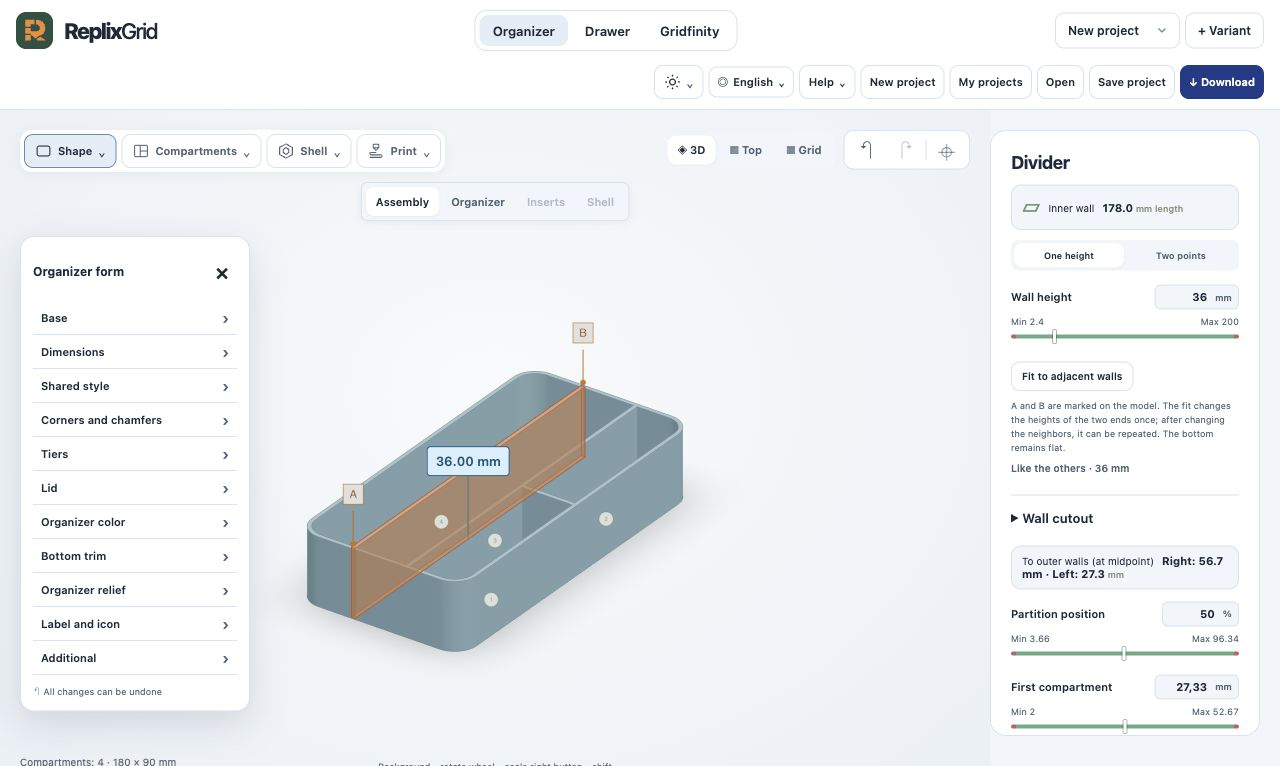 ReplixGrid
Organizer Drawer Gridfinity
New project
+ Variant
English
Help
New project
My projects
Open
Save project
↓ Download
Shape
Compartments
Shell
Print
3D
Top
Grid
Assembly Organizer Inserts Shell
Organizer form
Base
Dimensions
Shared style
Corners and chamfers
Tiers
Lid
Organizer color
Bottom trim
Organizer relief
Label and icon
Additional
All changes can be undone
B
36.00 mm
A
4
2
3
1
Compartments: 4 · 180 × 90 mm
Divider
Inner wall 178.0 mm length
One height Two points
Wall height 36 mm
Min 2.4 Max 200
Fit to adjacent walls
A and B are marked on the model. The fit changes
the heights of the two ends once; after changing
the neighbors, it can be repeated. The bottom
remains flat.
Like the others · 36 mm
Wall cutout
To outer walls (at midpoint) Right: 56.7
mm · Left: 27.3 mm
Partition position 50 %
Min 3.66 Max 96.34
First compartment 27,33 mm
Min 2 Max 52.67